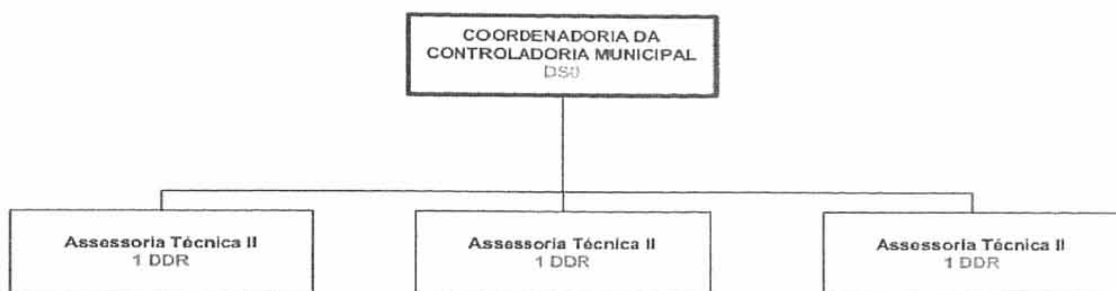 COORDENADORIA DA
CONTROLADORIA MUNICIPAL
DS0
Assessoria Técnica II
1 DDR
Assessoria Técnica II
1 DDR
Assessoria Técnica II
1 DDR